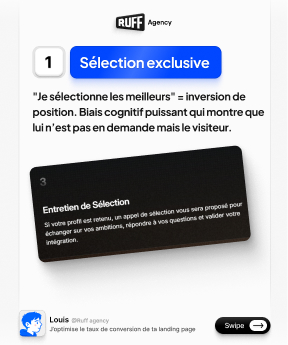 RUFF Agency
1 Sélection exclusive
"Je sélectionne les meilleurs" = inversion de
position. Biais cognitif puissant qui montre que
lui n'est pas en demande mais le visiteur.
3
Entretien de Sélection
Si votre profil est retenu, un appel de sélection vous sera proposé pour
échanger sur vos ambitions, répondre à vos questions et valider votre
intégration.
Louis @Ruff agency
J'optimise le taux de conversion de ta landing page
Swipe